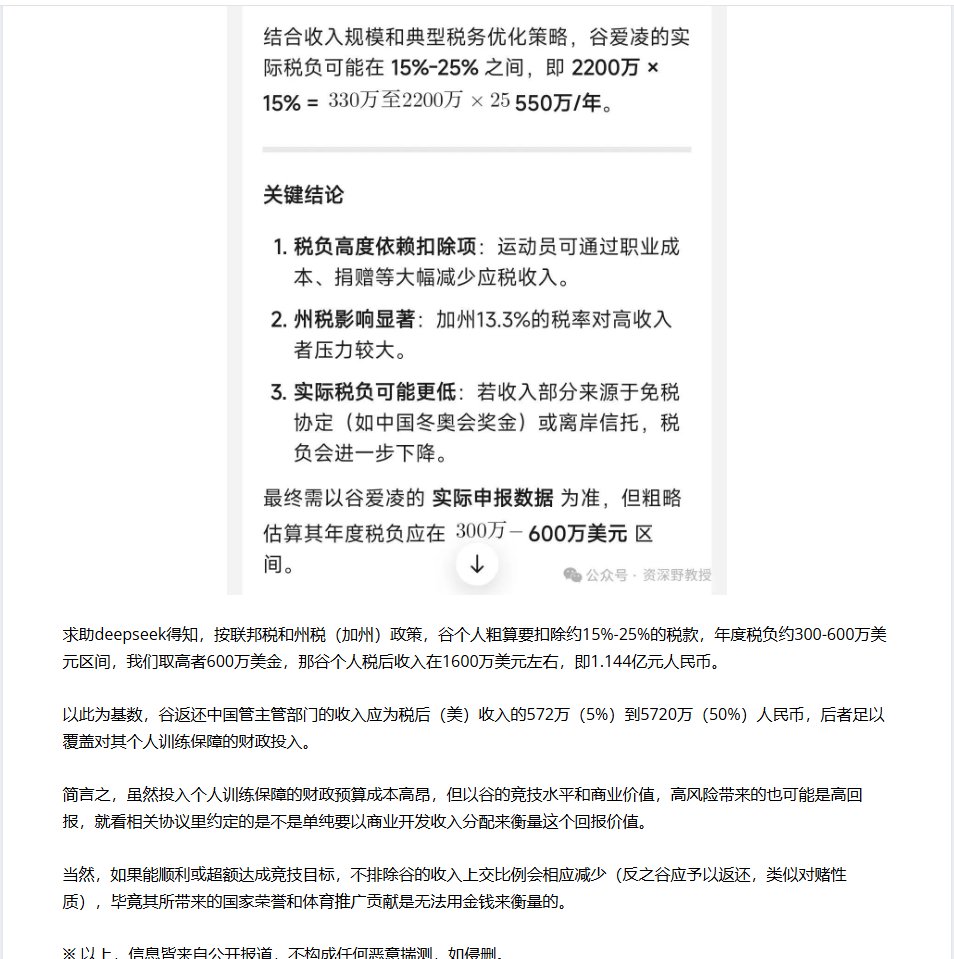 结合收入规模和典型税务优化策略，谷爱凌的实
际税负可能在 15%-25% 之间，即 2200万 ×
15% = 330万至2200万 × 25 550万/年。
关键结论
1. 税负高度依赖扣除项：运动员可通过职业成
本、捐赠等大幅减少应税收入。
2. 州税影响显著：加州13.3%的税率对高收入
者压力较大。
3. 实际税负可能更低：若收入部分来源于免税
协定（如中国冬奥会奖金）或离岸信托，税
负会进一步下降。
最终需以谷爱凌的 实际申报数据 为准，但粗略
估算其年度税负应在 300万– 600万美元 区
间。
公众号 · 资深野教授
求助deepseek得知，按联邦税和州税（加州）政策，谷个人粗算要扣除约15%-25%的税款，年度税负约300-600万美
元区间，我们取高者600万美金，那谷个人税后收入在1600万美元左右，即1.144亿元人民币。
以此为基数，谷返还中国管主管部门的收入应为税后（美）收入的572万（5%）到5720万（50%）人民币，后者足以
覆盖对其个人训练保障的财政投入。
简言之，虽然投入个人训练保障的财政预算成本高昂，但以谷的竞技水平和商业价值，高风险带来的也可能是高回
报，就看相关协议里约定的是不是单纯要以商业开发收入分配来衡量这个回报价值。
当然，如果能顺利或超额达成竞技目标，不排除谷的收入上交比例会相应减少（反之谷应予以返还，类似对赌性
质），毕竟其所带来的国家荣誉和体育推广贡献是无法用金钱来衡量的。
※ 以上，信息皆来自公开报道，不构成任何恶意揣测，如侵删。